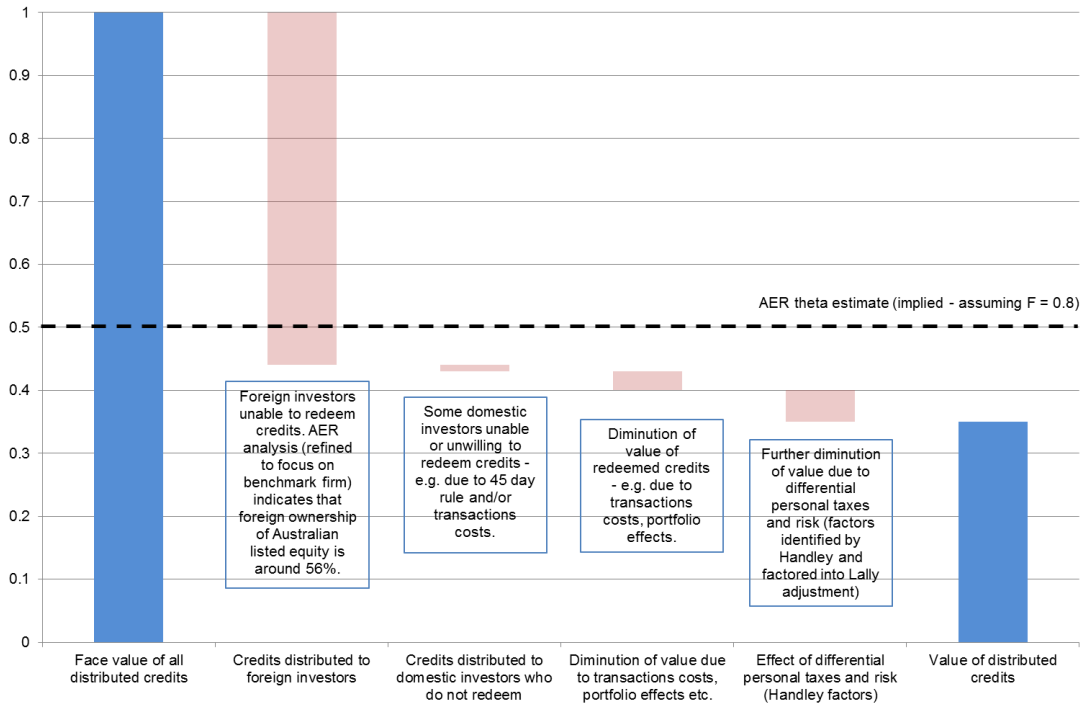 1
0.9
0.8
0.7
0.6
0.5
0.4
0.3
0.2
0.1
0
AER theta estimate (implied - assuming F = 0.8)
Foreign investors
unable to redeem
credits. AER
analysis (refined
to focus on
benchmark firm)
indicates that
foreign ownership
of Australian
listed equity is
around 56%.
Some domestic
investors unable
or unwilling to
redeem credits -
e.g. due to 45 day
rule and/or
transactions
costs.
Diminution of
value of
redeemed credits
- e.g. due to
transactions
costs, portfolio
effects.
Further diminution
of value due to
differential
personal taxes
and risk (factors
identified by
Handley and
factored into Lally
adjustment)
Face value of all
distributed credits
Credits distributed to
foreign investors
Credits distributed to
domestic investors who
do not redeem
Diminution of value due
to transactions costs,
portfolio effects etc.
Effect of differential
personal taxes and risk
(Handley factors)
Value of distributed
credits